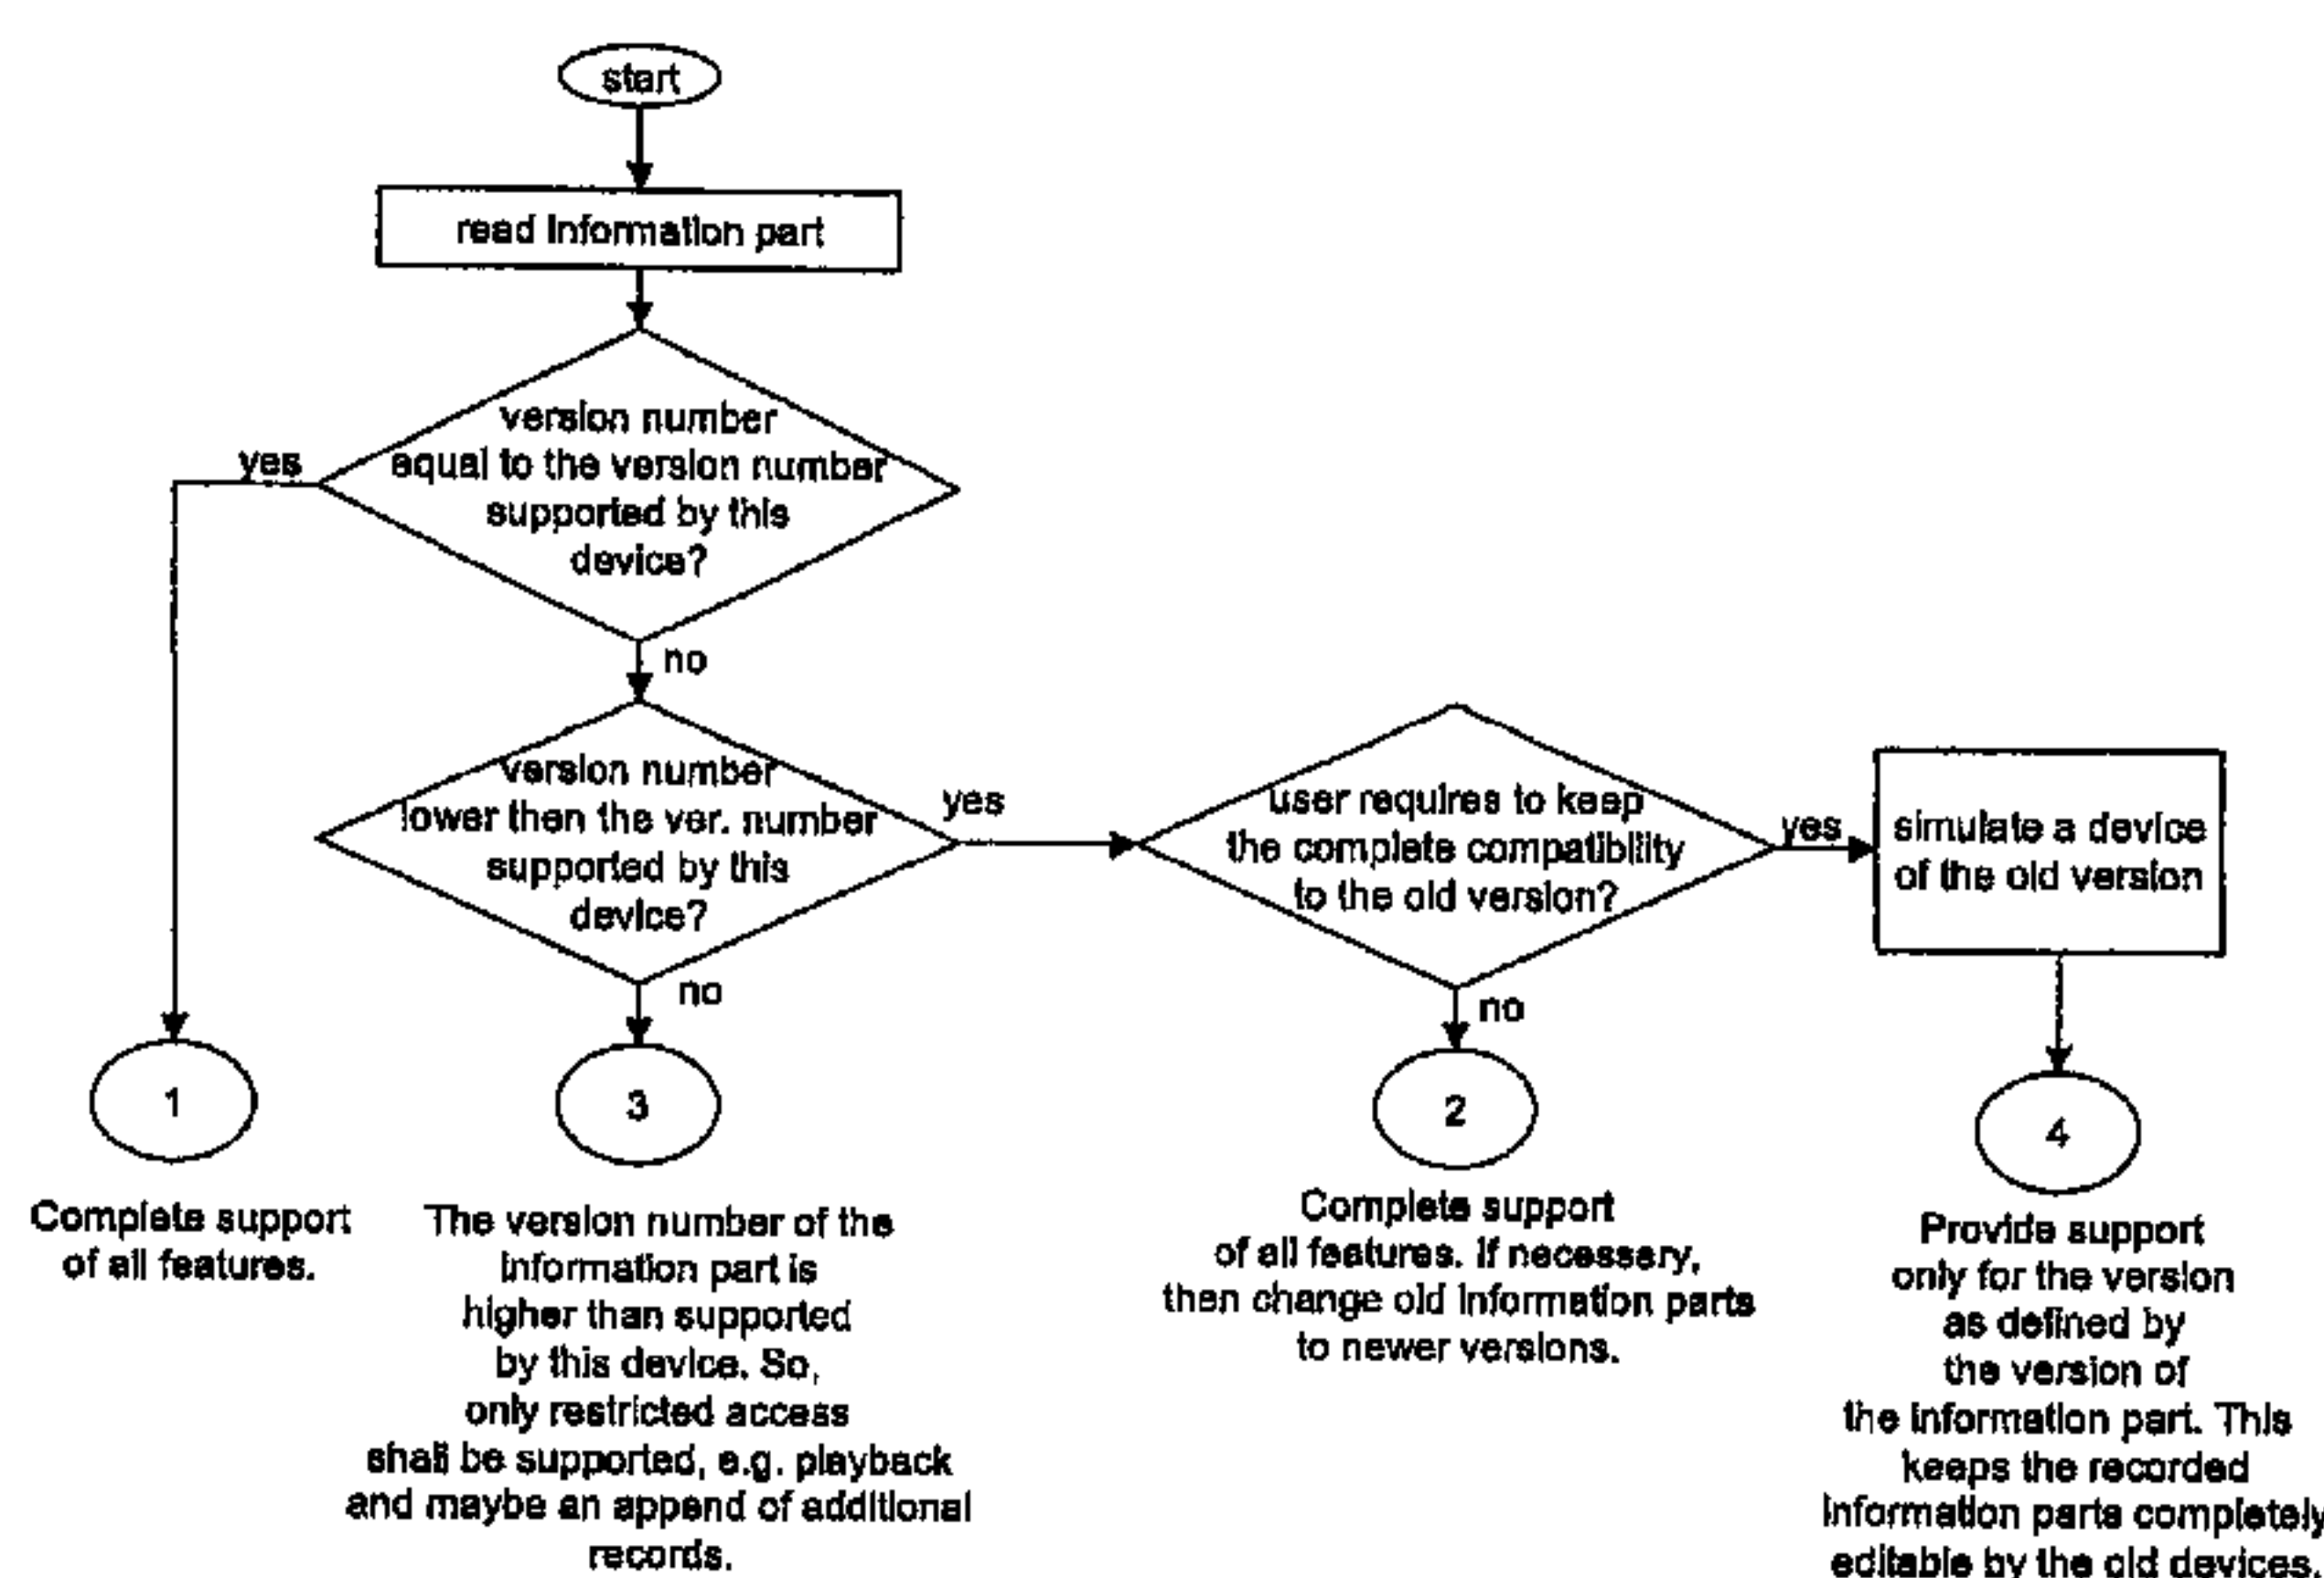 start
read information part
version number
equal to the version number
supported by this
device?
yes
no
version number
lower then the ver. number
supported by this
device?
yes
no
user requires to keep
the complete compatibility
to the old version?
yes
no
simulate a device
of the old version
1
Complete support
of all features.
3
The version number of the
information part is
higher than supported
by this device. So,
only restricted access
shall be supported, e.g. playback
and maybe an append of additional
records.
2
Complete support
of all features. If necessary,
then change old information parts
to newer versions.
4
Provide support
only for the version
as defined by
the version of
the information part. This
keeps the recorded
information parts completely
editable by the old devices.